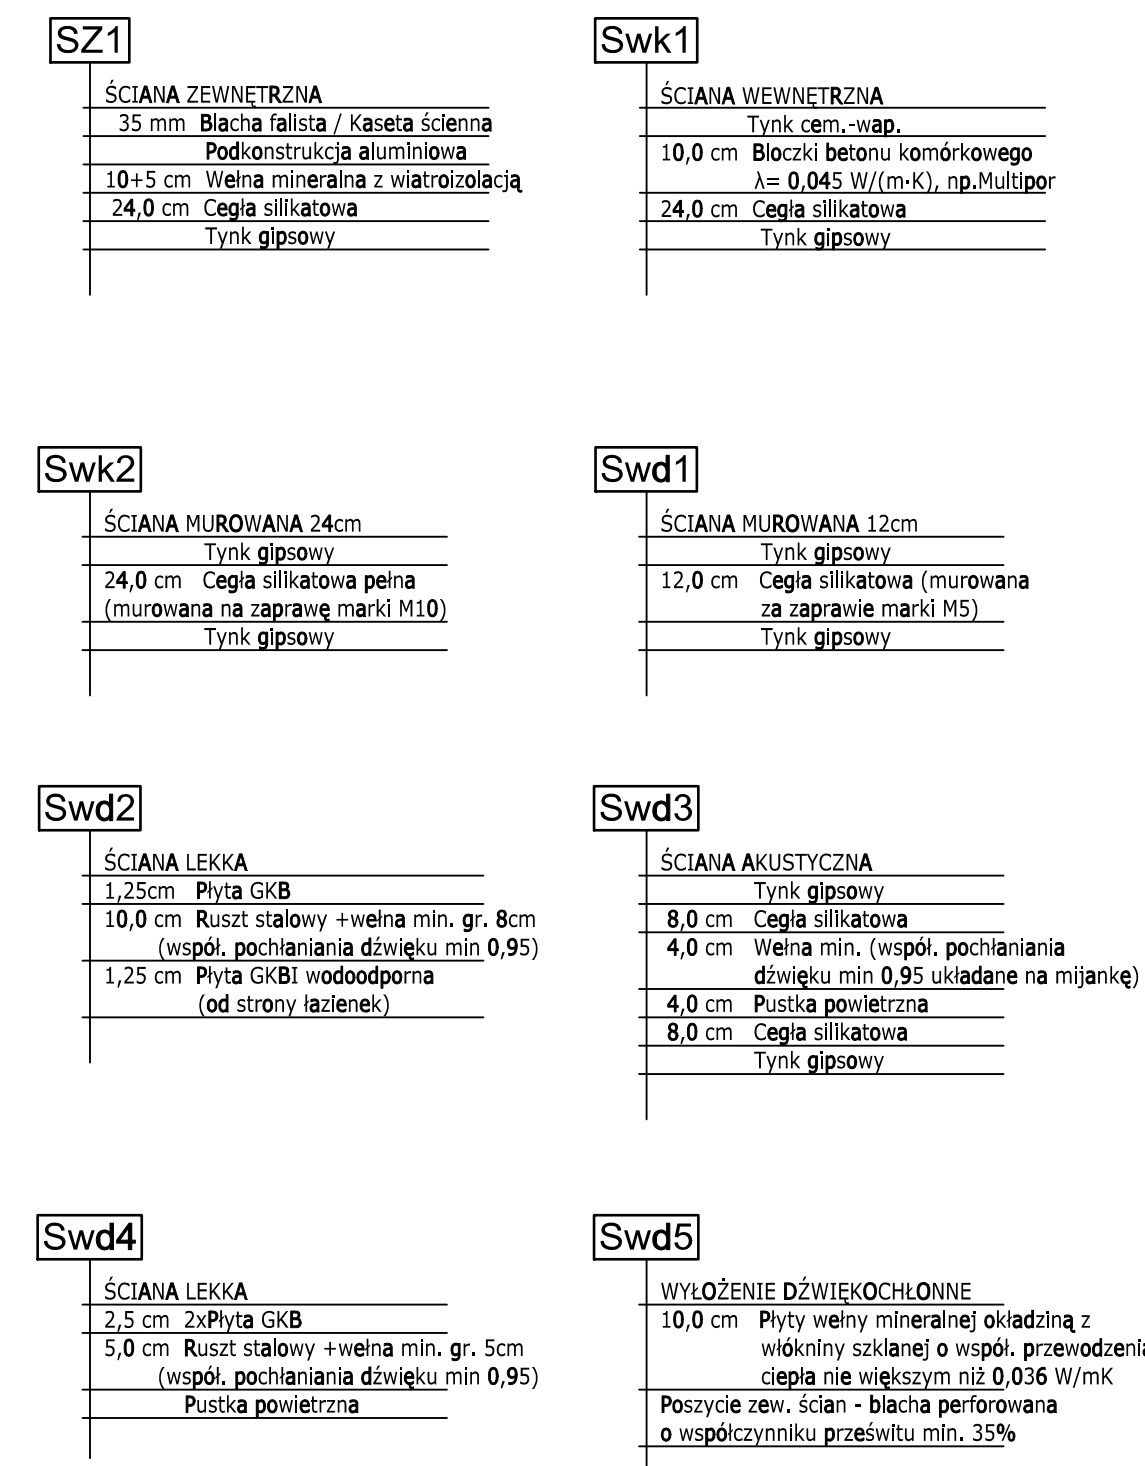 SZ1
ŚCIANA ZEWNĘTRZNA
35 mm Blacha falista / Kaseta ścienna
Podkonstrukcja aluminiowa
10+5 cm Wełna mineralna z wiatroizolacją
24,0 cm Cegła silikatowa
Tynk gipsowy
Swk1
ŚCIANA WEWNĘTRZNA
Tynk cem.-wap.
10,0 cm Bloczki betonu komórkowego
λ= 0,045 W/(m·K), np.Multipor
24,0 cm Cegła silikatowa
Tynk gipsowy
Swk2
ŚCIANA MUROWANA 24cm
Tynk gipsowy
24,0 cm Cegła silikatowa pełna
(murowana na zaprawę marki M10)
Tynk gipsowy
Swd1
ŚCIANA MUROWANA 12cm
Tynk gipsowy
12,0 cm Cegła silikatowa (murowana
za zaprawie marki M5)
Tynk gipsowy
Swd2
ŚCIANA LEKKA
1,25cm Płyta GKB
10,0 cm Ruszt stalowy +wełna min. gr. 8cm
(współ. pochłaniania dźwięku min 0,95)
1,25 cm Płyta GKBI wodoodporna
(od strony łazienek)
Swd3
ŚCIANA AKUSTYCZNA
Tynk gipsowy
8,0 cm Cegła silikatowa
4,0 cm Wełna min. (współ. pochłaniania
dźwięku min 0,95 układane na mijankę)
4,0 cm Pustka powietrzna
8,0 cm Cegła silikatowa
Tynk gipsowy
Swd4
ŚCIANA LEKKA
2,5 cm 2xPłyta GKB
5,0 cm Ruszt stalowy +wełna min. gr. 5cm
(współ. pochłaniania dźwięku min 0,95)
Pustka powietrzna
Swd5
WYŁOŻENIE DŹWIĘKOCHŁONNE
10,0 cm Płyty wełny mineralnej okładziną z
włókniny szklanej o współ. przewodzenia
ciepła nie większym niż 0,036 W/mK
Poszycie zew. ścian - blacha perforowana
o współczynniku prześwitu min. 35%